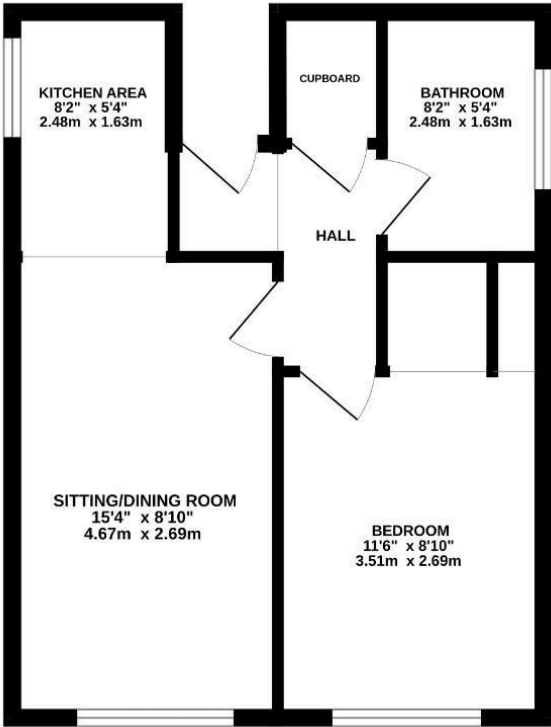 KITCHEN AREA
8'2" x 5'4"
2.48m x 1.63m
CUPBOARD
BATHROOM
8'2" x 5'4"
2.48m x 1.63m
HALL
SITTING/DINING ROOM
15'4" x 8'10"
4.67m x 2.69m
BEDROOM
11'6" x 8'10"
3.51m x 2.69m